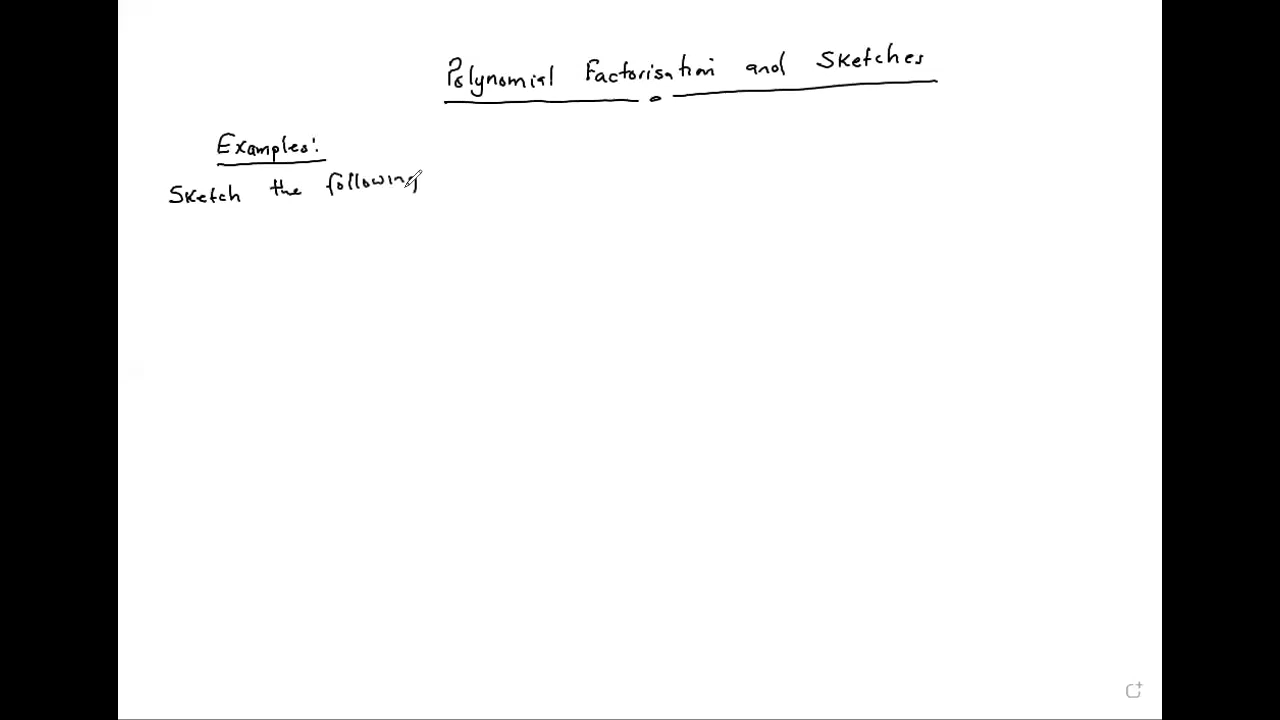 Polynomial Factorisation and Sketches
Examples:
Sketch the following